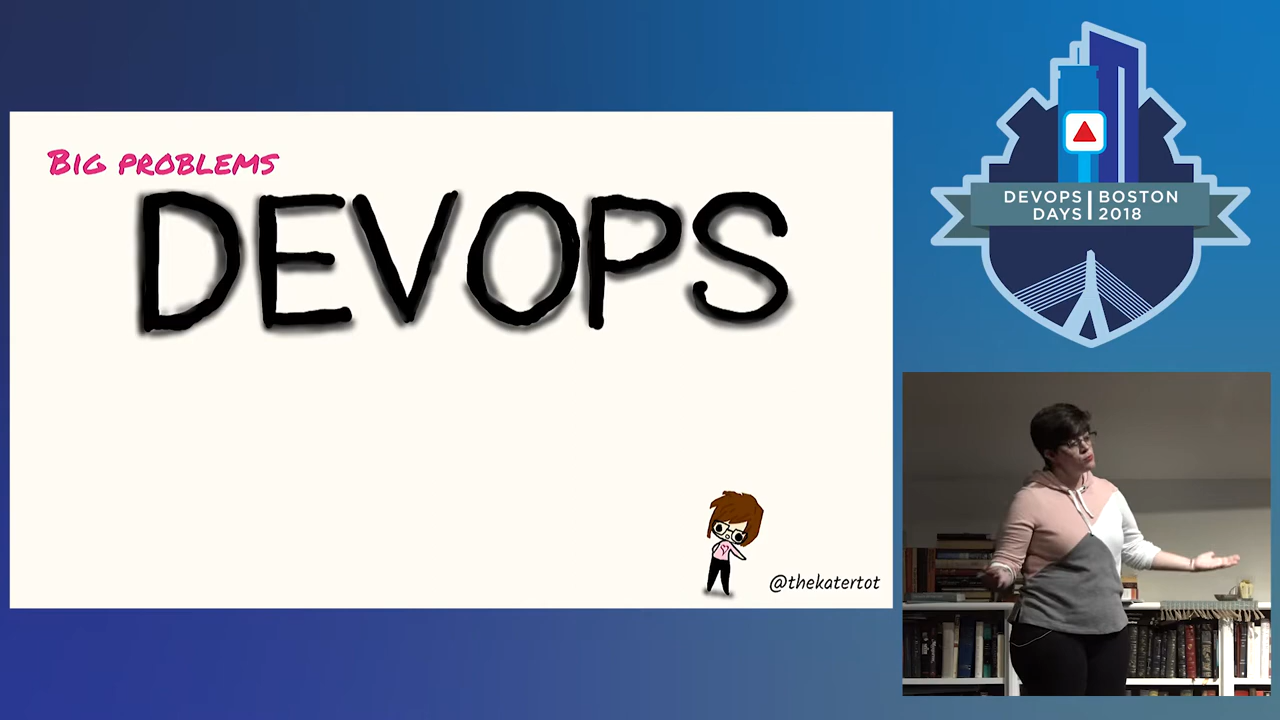 Big problems
DEVOPS
@thekatertot
DEVOPS | BOSTON
DAYS | 2018